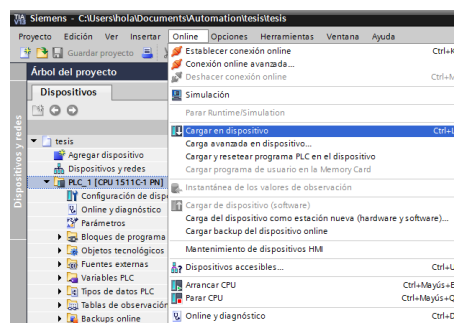 Siemens - C:\Users\hola\Documents\Automation\tesis\tesis
Proyecto Edición Ver Insertar Online Opciones Herramientas Ventana Ayuda
Guardar proyecto
Establecer conexión online Ctrl+K
Conexión online avanzada...
Deshacer conexión online Ctrl+M
Simulación
Parar Runtime/Simulation
Cargar en dispositivo Ctrl+L
Carga avanzada en dispositivo...
Cargar y resetear programa PLC en el dispositivo
Cargar programa de usuario en la Memory Card
Instantánea de los valores de observación
Cargar de dispositivo (software)
Carga del dispositivo como estación nueva (hardware y software)...
Cargar backup del dispositivo online
Mantenimiento de dispositivos HMI
Dispositivos accesibles... Ctrl+U
Arrancar CPU Ctrl+Mayús+E
Parar CPU Ctrl+Mayús+Q
Online y diagnóstico Ctrl+D
Árbol del proyecto
Dispositivos
Dispositivos y redes
tesis
Agregar dispositivo
Dispositivos y redes
PLC_1 [CPU 1511C-1 PN]
Configuración de dispo
Online y diagnóstico
Parámetros
Bloques de programa
Objetos tecnológicos
Fuentes externas
Variables PLC
Tipos de datos PLC
Tablas de observación
Backups online